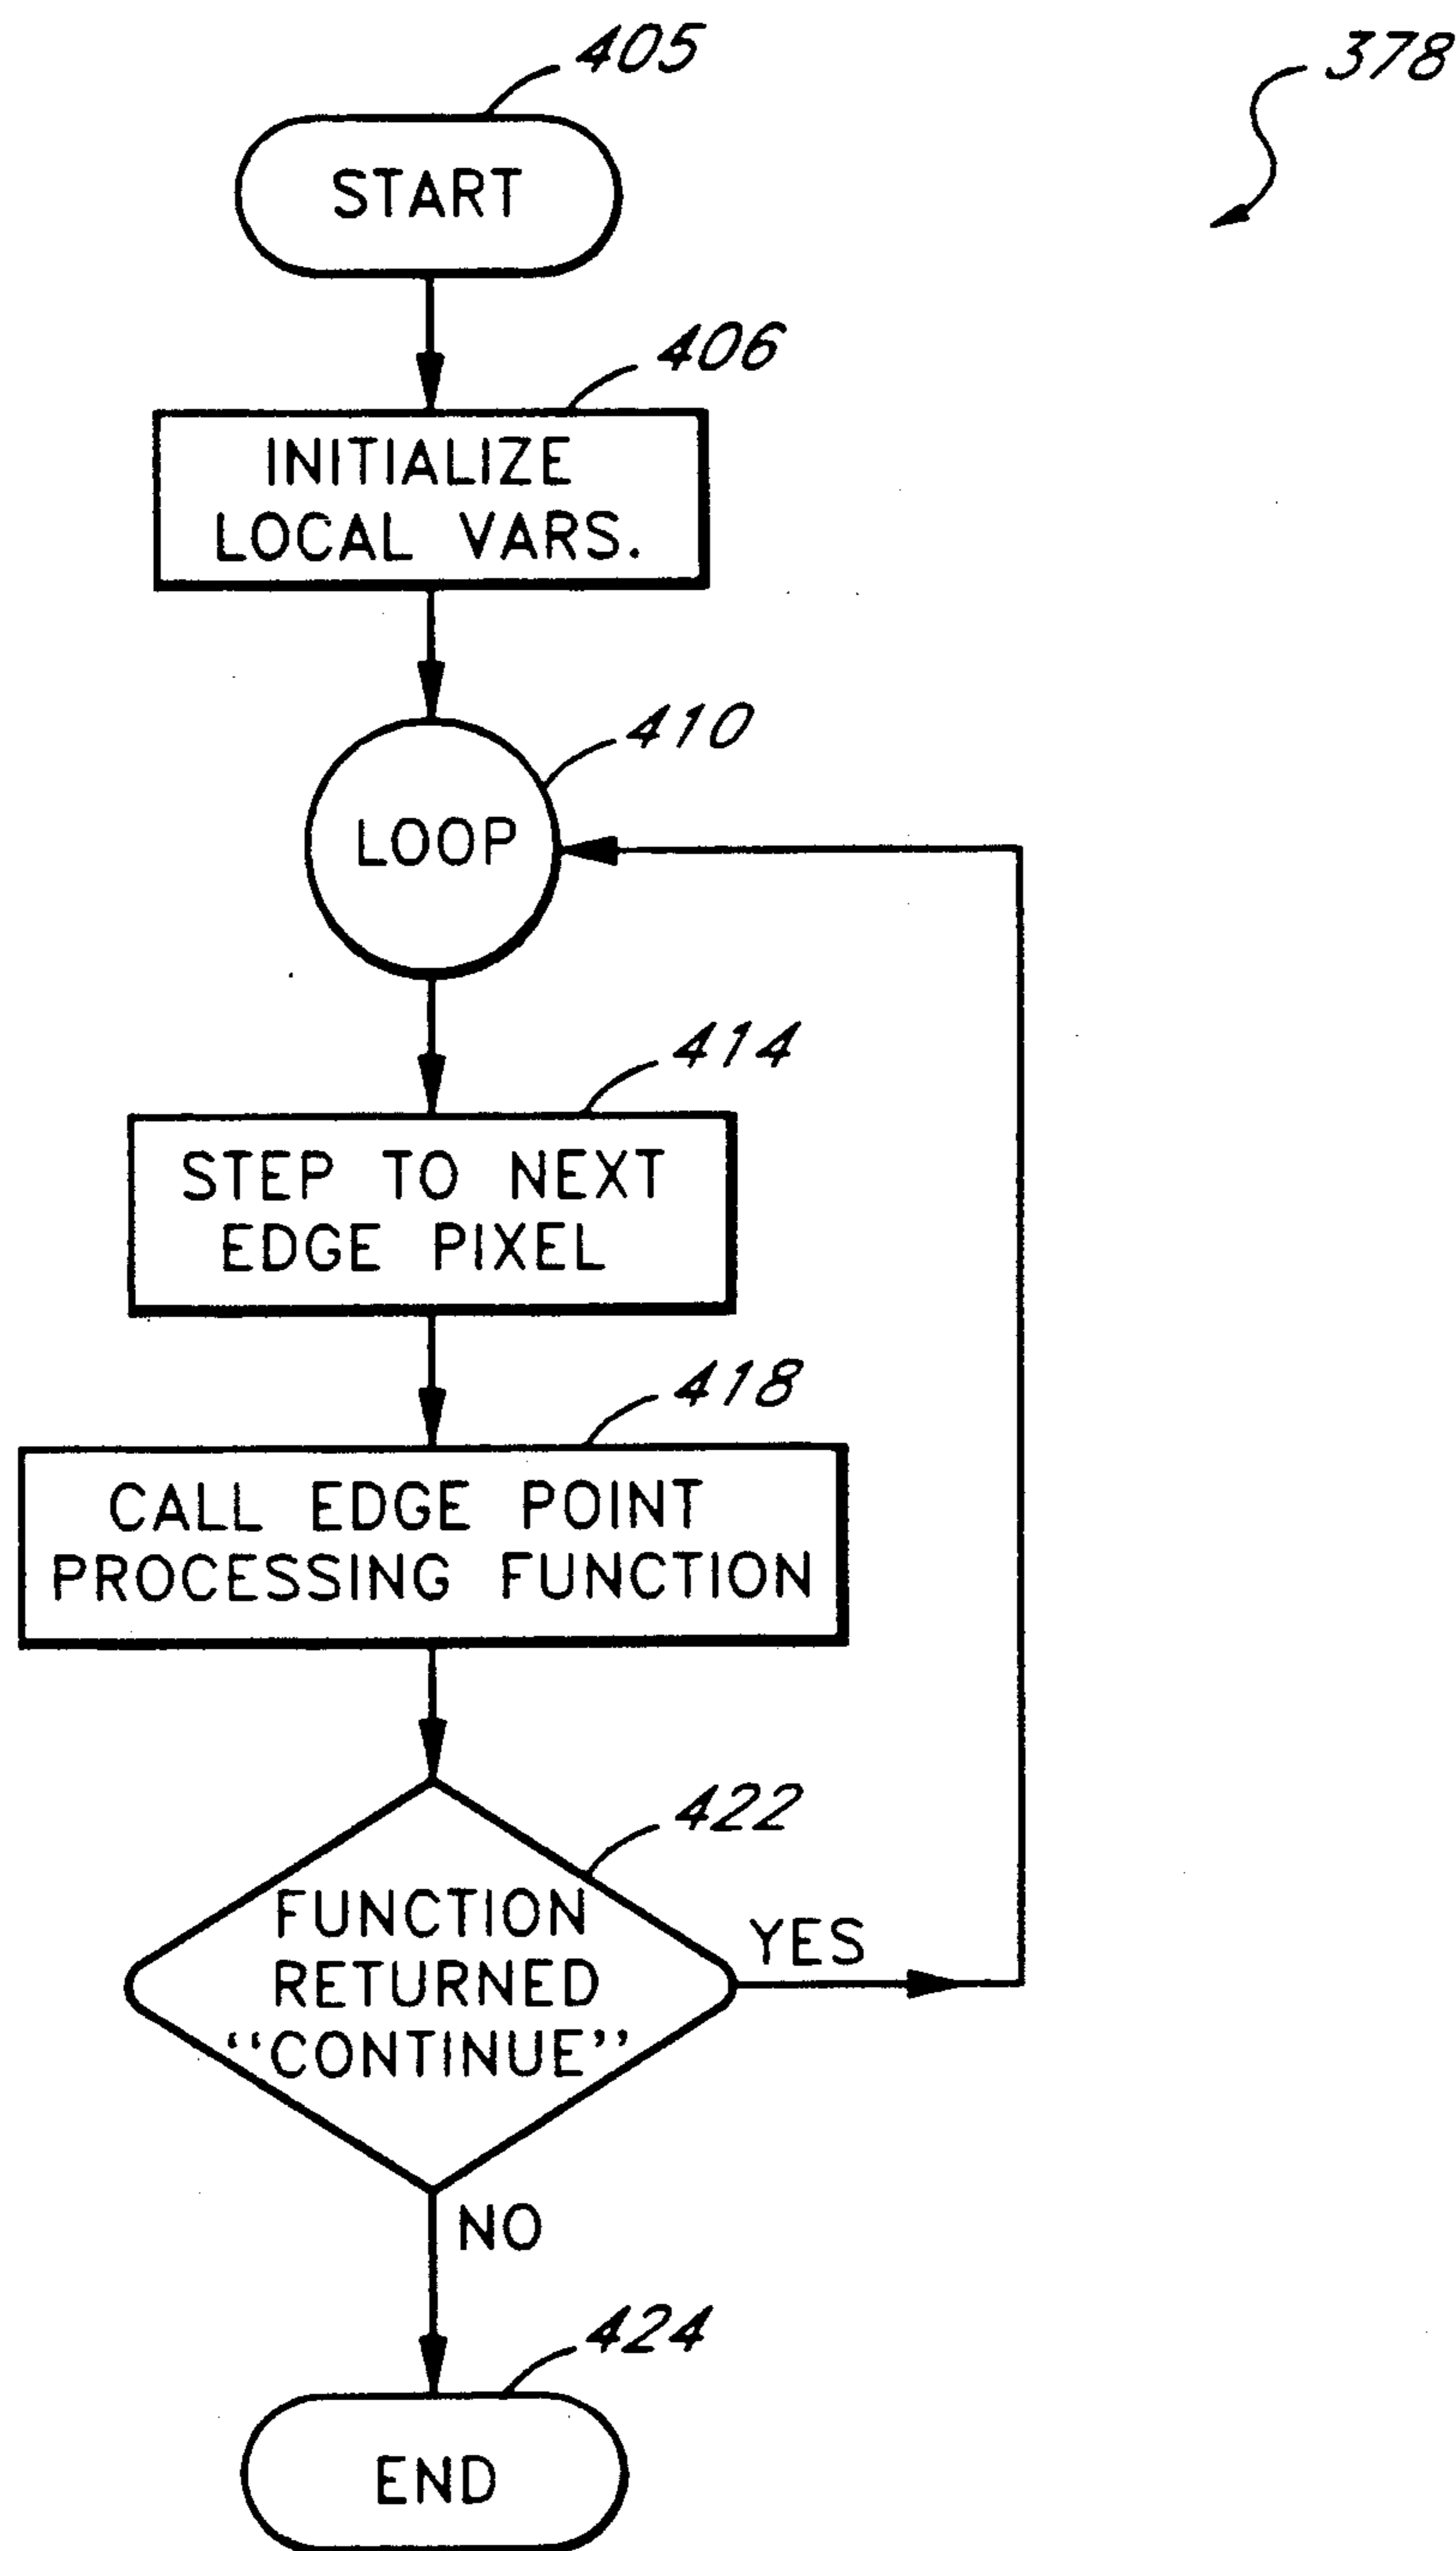 405
378
START
406
INITIALIZE
LOCAL VARS.
410
LOOP
414
STEP TO NEXT
EDGE PIXEL
418
CALL EDGE POINT
PROCESSING FUNCTION
422
FUNCTION
RETURNED
“CONTINUE”
YES
NO
424
END